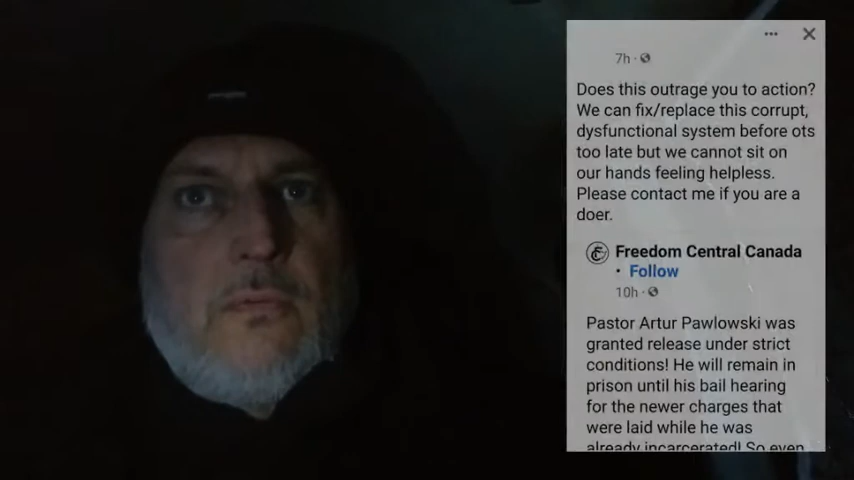 7h
Does this outrage you to action?
We can fix/replace this corrupt,
dysfunctional system before ots
too late but we cannot sit on
our hands feeling helpless.
Please contact me if you are a
doer.
Freedom Central Canada
· Follow
10h ·
Pastor Artur Pawlowski was
granted release under strict
conditions! He will remain in
prison until his bail hearing
for the newer charges that
were laid while he was
already incarcerated! So even